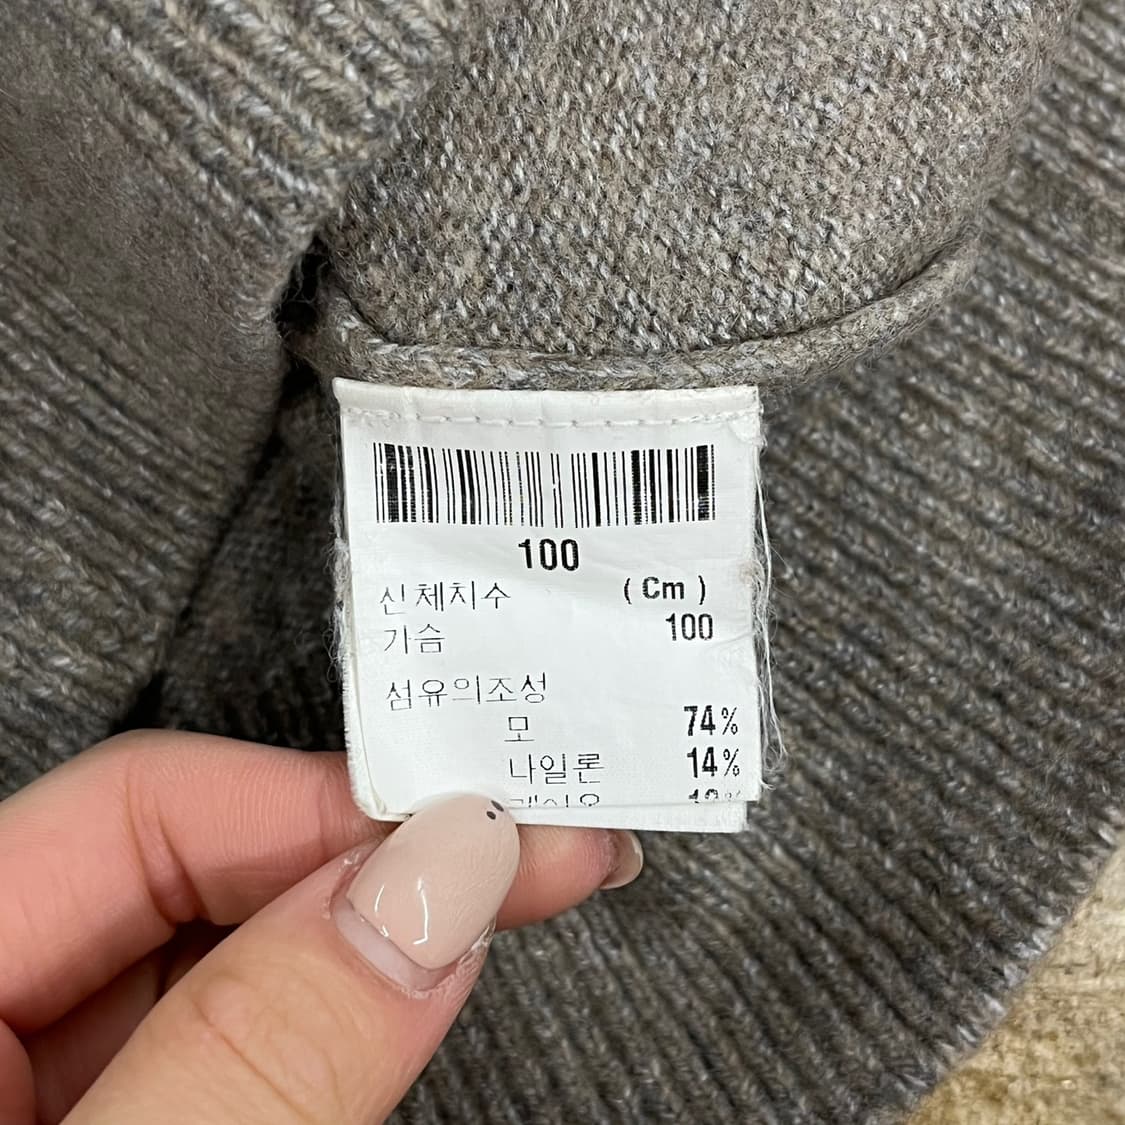 100
신체치수 (Cm)
가슴 100
섬유의조성
모 74%
나일론 14%